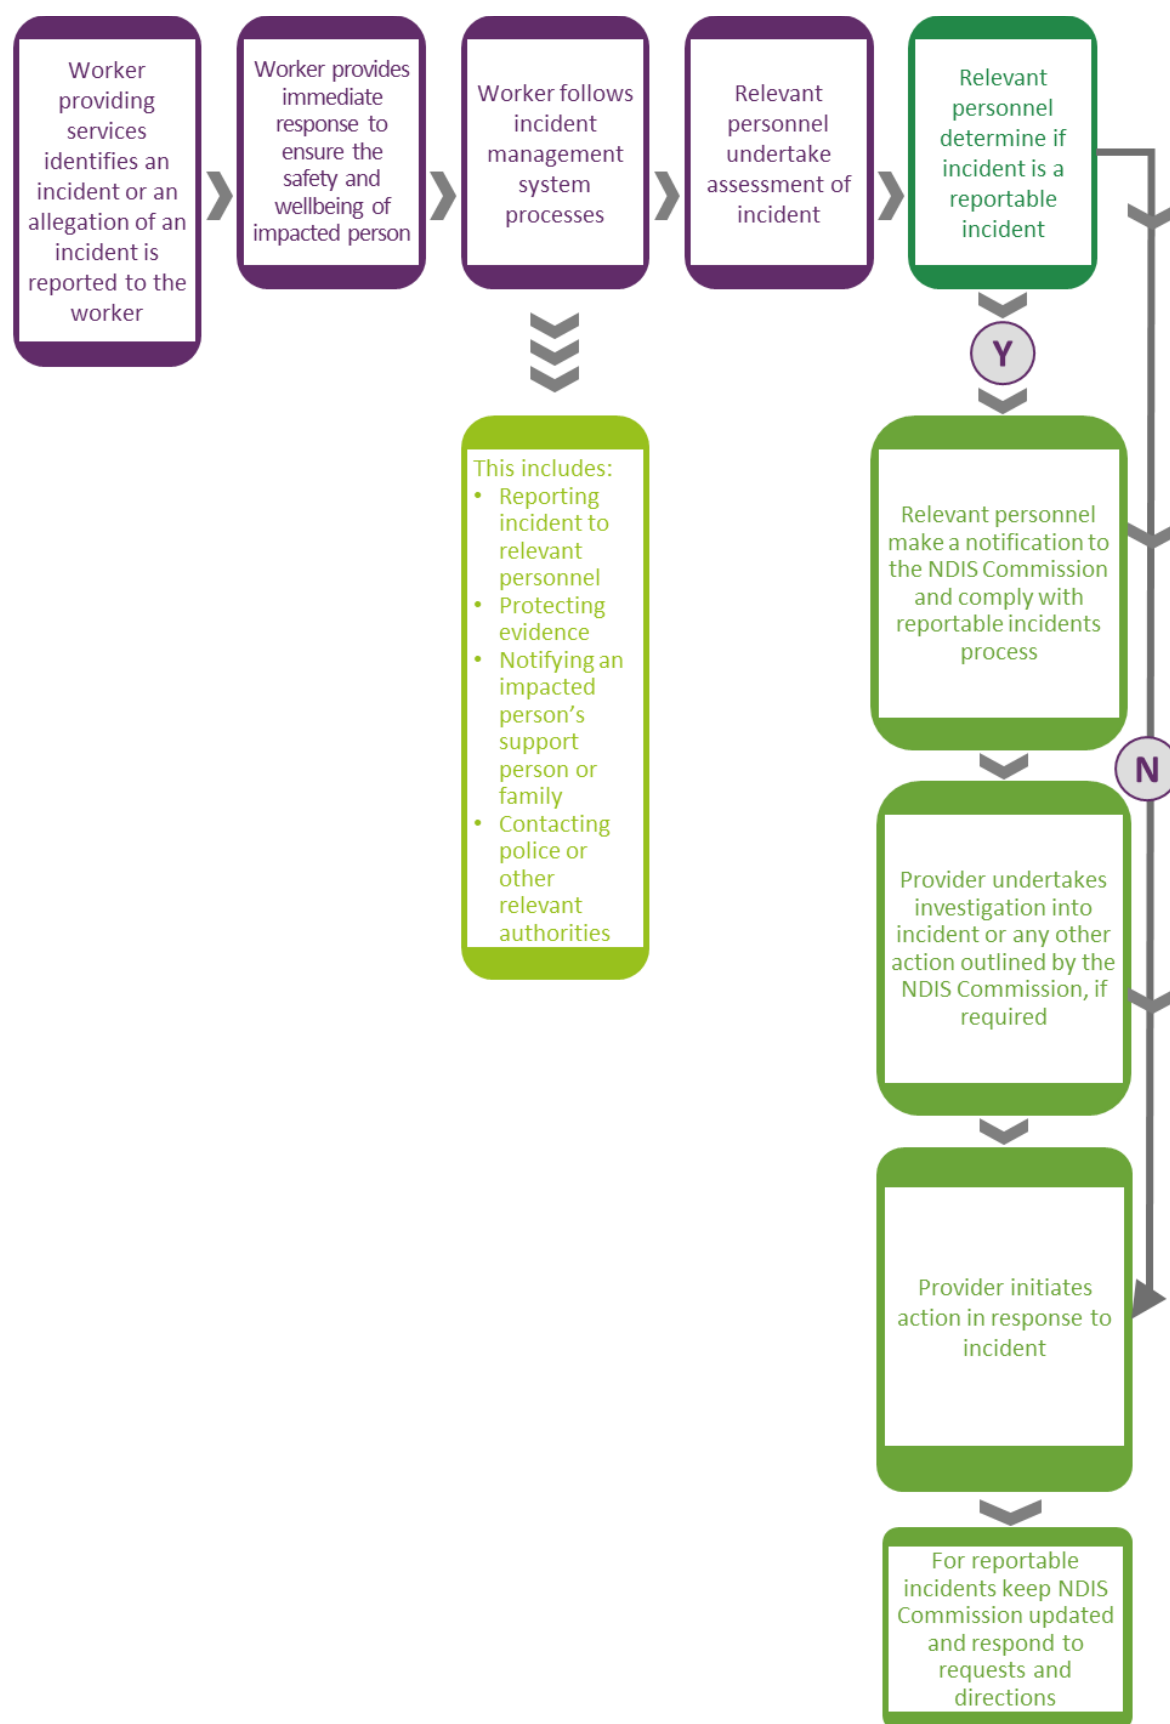 Worker
providing
services
identifies an
incident or an
allegation of an
incident is
reported to the
worker
Worker provides
immediate
response to
ensure the
safety and
wellbeing of
impacted person
Worker follows
incident
management
system
processes
Relevant
personnel
undertake
assessment of
incident
Relevant
personnel
determine if
incident is a
reportable
incident
Y
This includes:
• Reporting
incident to
relevant
personnel
• Protecting
evidence
• Notifying an
impacted
person’s
support
person or
family
• Contacting
police or
other
relevant
authorities
Relevant personnel
make a notification to
the NDIS Commission
and comply with
reportable incidents
process
N
Provider undertakes
investigation into
incident or any other
action outlined by the
NDIS Commission, if
required
Provider initiates
action in response to
incident
For reportable
incidents keep NDIS
Commission updated
and respond to
requests and
directions